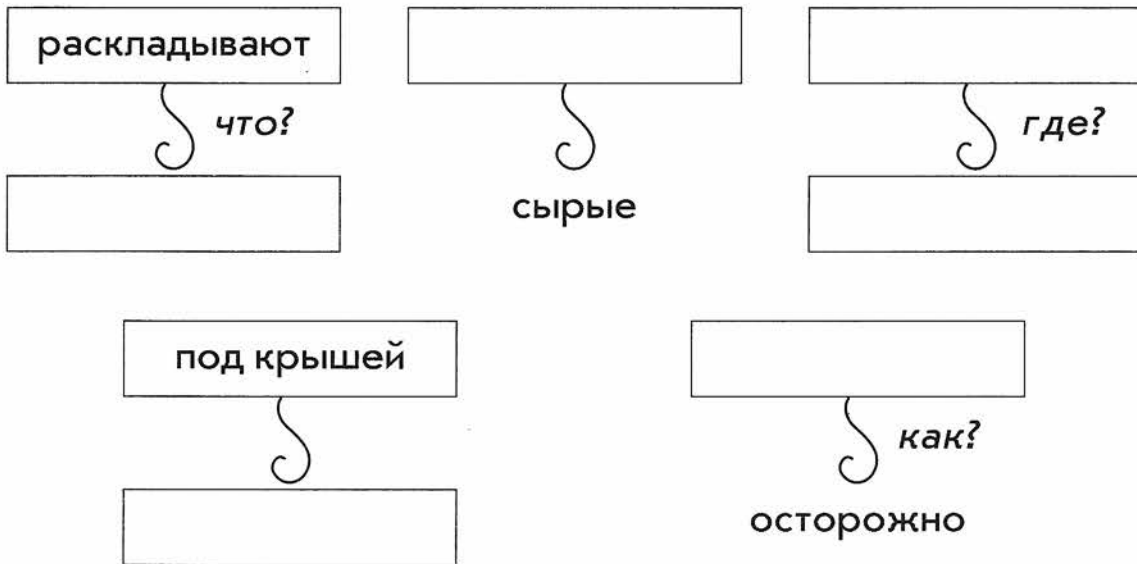 раскладывают
что?
где?
сырые
под крышей
как?
осторожно